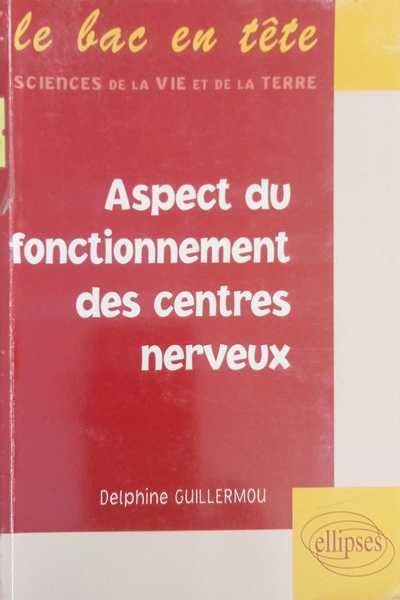 le bac en tête
SCIENCES DE LA VIE ET DE LA TERRE
Aspect du
fonctionnement
des centres
nerveux
Delphine GUILLERMOU
ellipses